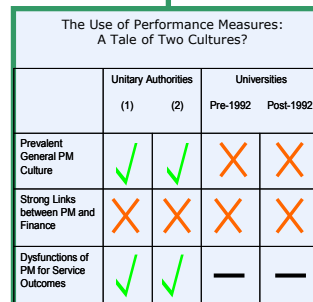 The Use of Performance Measures:
A Tale of Two Cultures?
Unitary Authorities
Universities
(1)
(2)
Pre-1992
Post-1992
Prevalent
General PM
Culture
Strong Links
between PM and
Finance
Dysfunctions of
PM for Service
Outcomes